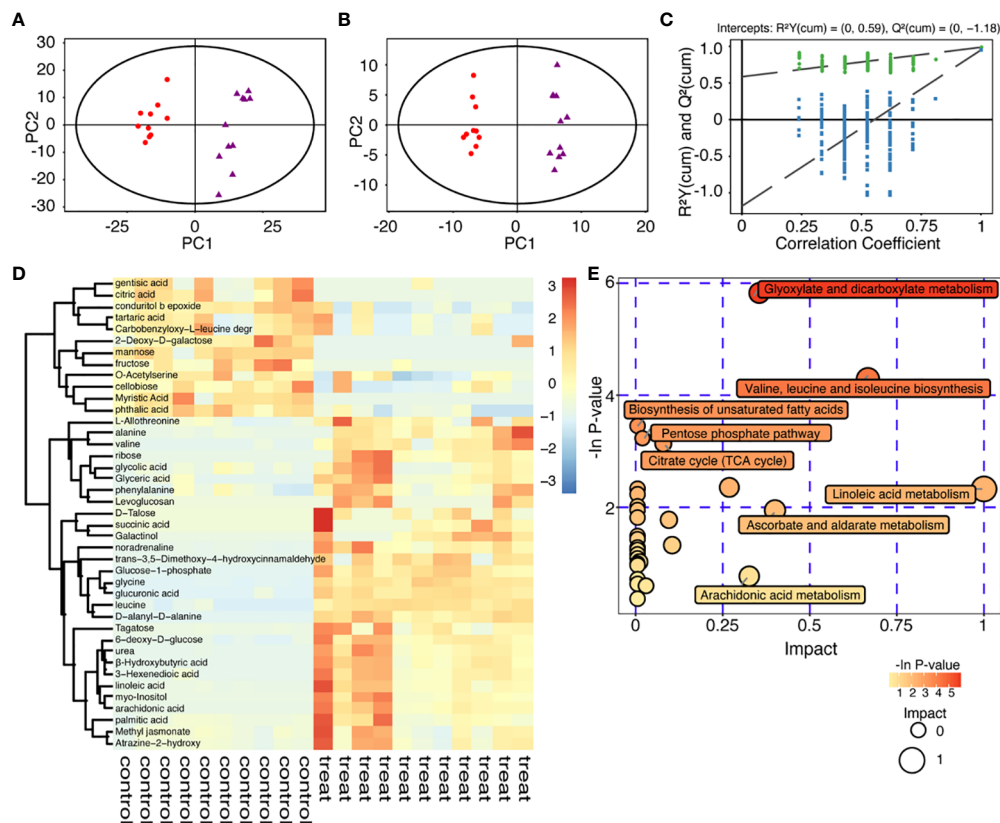 A
30
20
10
0
-10
-20
-30
PC2
-25
0
25
PC1
B
10
5
0
-5
-10
PC2
-20
-10
0
10
20
PC1
C
Intercepts: R²Y(cum) = (0, 0.59), Q²(cum) = (0, −1.18)
1.0
0.5
0
-0.5
-1.0
R²Y(cum) and Q²(cum)
0
0.25
0.50
0.75
1
Correlation Coefficient
D
gentisic acid
citric acid
conduritol b epoxide
tartaric acid
Carbobenzyloxy−L−leucine degr
2−Deoxy−D−galactose
mannose
fructose
O−Acetylserine
cellobiose
Myristic Acid
phthalic acid
L−Allothreonine
alanine
valine
ribose
glycolic acid
Glyceric acid
phenylalanine
Levoglucosan
D−Talose
succinic acid
Galactinol
noradrenaline
trans−3,5−Dimethoxy−4−hydroxycinnamaldehyde
Glucose−1−phosphate
glycine
glucuronic acid
leucine
D−alanyl−D−alanine
Tagatose
6−deoxy−D−glucose
urea
β-Hydroxybutyric acid
3−Hexenedioic acid
linoleic acid
myo−Inositol
arachidonic acid
palmitic acid
Methyl jasmonate
Atrazine−2−hydroxy
control
control
control
control
control
control
control
control
control
control
treat
treat
treat
treat
treat
treat
treat
treat
treat
treat
treat
3
2
1
0
−1
−2
−3
E
6
4
2
-ln P-value
Glyoxylate and dicarboxylate metabolism
Valine, leucine and isoleucine biosynthesis
Biosynthesis of unsaturated fatty acids
Pentose phosphate pathway
Citrate cycle (TCA cycle)
Linoleic acid metabolism
Ascorbate and aldarate metabolism
Arachidonic acid metabolism
0
0.25
0.50
0.75
1
Impact
-ln P-value
1 2 3 4 5
Impact
0
1